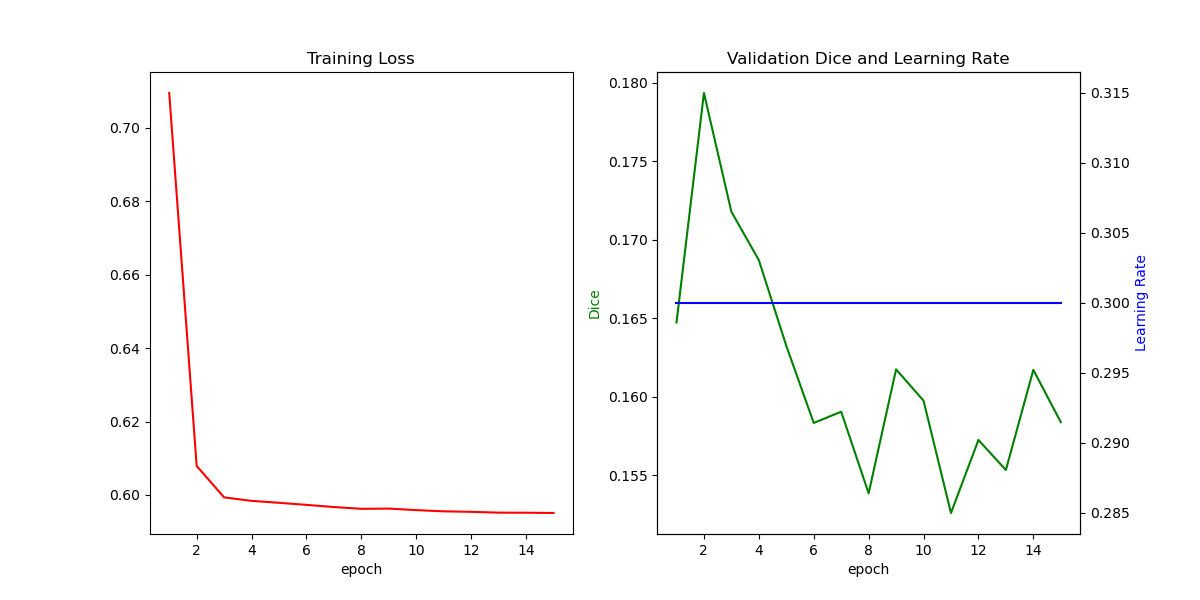 Training Loss
0.70
0.68
0.66
0.64
0.62
0.60
2 4 6 8 10 12 14
epoch
Validation Dice and Learning Rate
Dice
0.180
0.175
0.170
0.165
0.160
0.155
2 4 6 8 10 12 14
epoch
0.315
0.310
0.305
0.300
0.295
0.290
0.285
Learning Rate